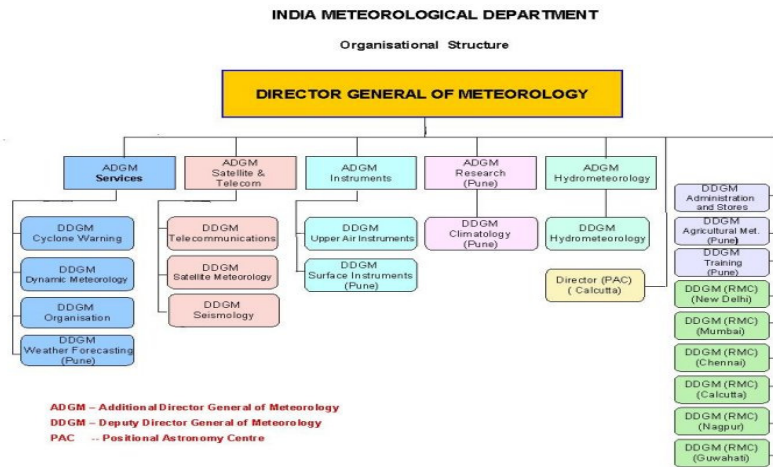 INDIA METEOROLOGICAL DEPARTMENT
Organisational Structure
DIRECTOR GENERAL OF METEOROLOGY
ADGM
Services
ADGM
Satellite &
Telecom
ADGM
Instruments
ADGM
Research
(Pune)
ADGM
Hydrometeorology
DDGM
Cyclone Warning
DDGM
Dynamic Meteorology
DDGM
Organisation
DDGM
Weather Forecasting
(Pune)
DDGM
Telecommunications
DDGM
Satellite Meteorology
DDGM
Seismology
DDGM
Upper Air Instruments
DDGM
Surface Instruments
(Pune)
DDGM
Climatology
(Pune)
DDGM
Hydrometeorology
Director (PAC)
( Calcutta)
DDGM
Administration
and Stores
DDGM
Agricultural Met.
(Pune)
DDGM
Training
(Pune)
DDGM (RMC)
(New Delhi)
DDGM (RMC)
(Mumbai)
DDGM (RMC)
(Chennai)
DDGM (RMC)
(Calcutta)
DDGM (RMC)
(Nagpur)
DDGM (RMC)
(Guwahati)
ADGM – Additional Director General of Meteorology
DDGM – Deputy Director General of Meteorology
PAC -- Positional Astronomy Centre